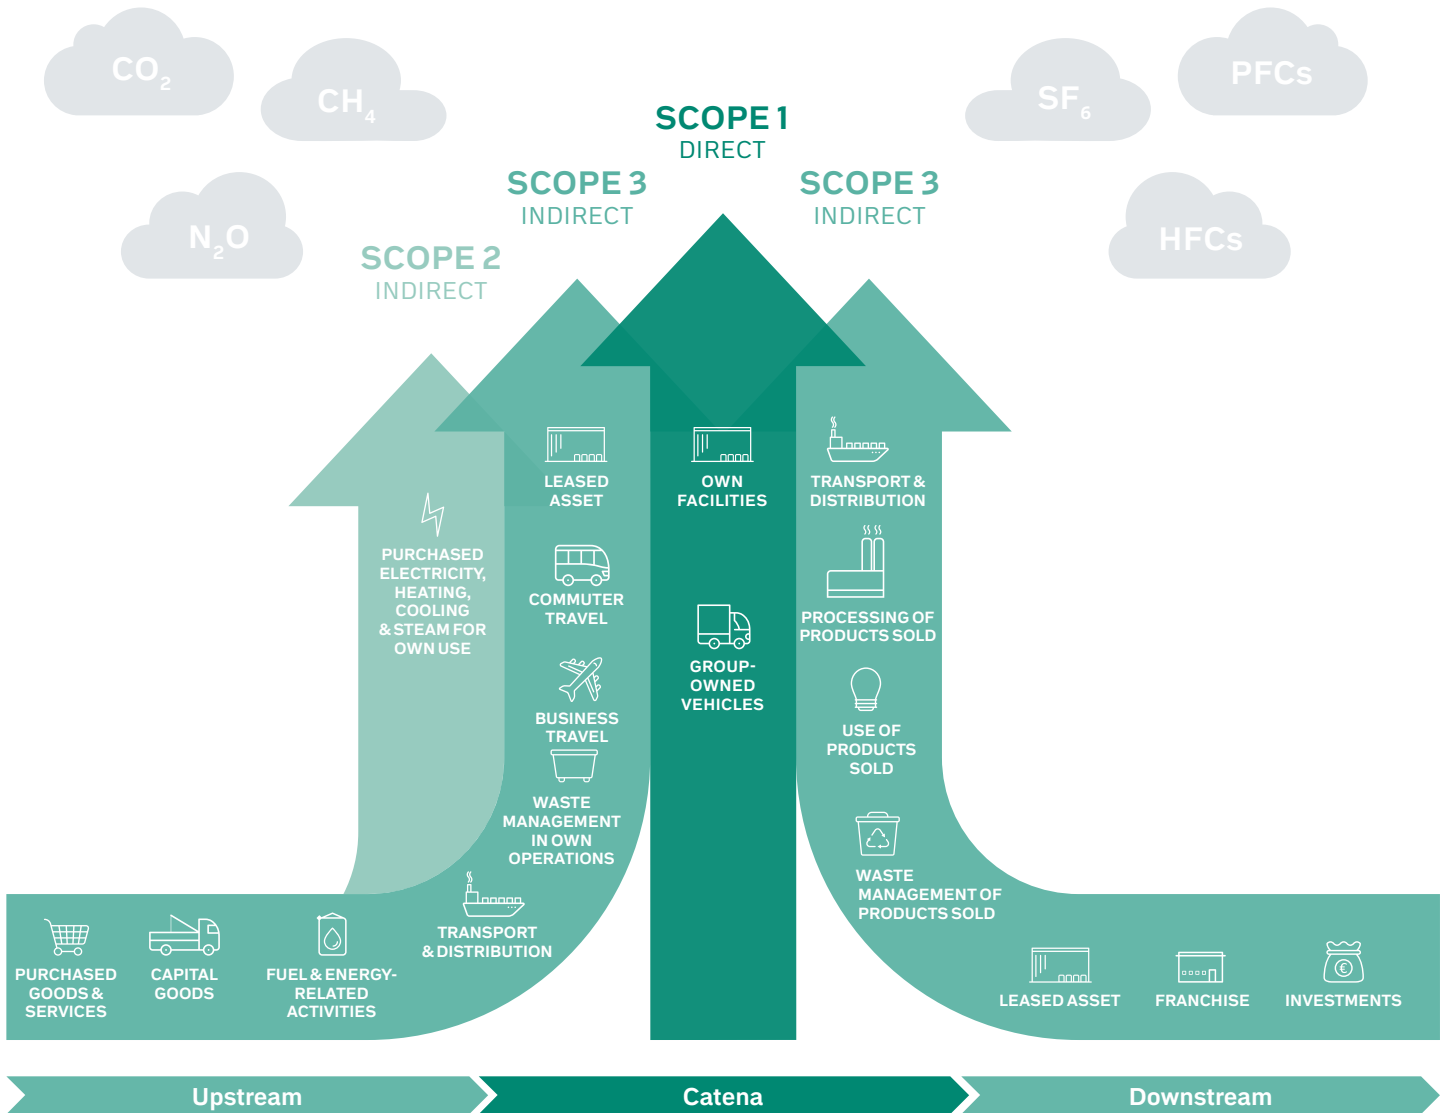 CO₂
CH₄
N₂O
SF₆
PFCs
HFCs
SCOPE 1
DIRECT
SCOPE 3
INDIRECT
SCOPE 3
INDIRECT
SCOPE 2
INDIRECT
PURCHASED
ELECTRICITY,
HEATING,
COOLING
& STEAM FOR
OWN USE
LEASED
ASSET
COMMUTER
TRAVEL
BUSINESS
TRAVEL
WASTE
MANAGEMENT
IN OWN
OPERATIONS
TRANSPORT
& DISTRIBUTION
FUEL & ENERGY-
RELATED
ACTIVITIES
CAPITAL
GOODS
PURCHASED
GOODS &
SERVICES
OWN
FACILITIES
GROUP-
OWNED
VEHICLES
TRANSPORT &
DISTRIBUTION
PROCESSING OF
PRODUCTS SOLD
USE OF
PRODUCTS
SOLD
WASTE
MANAGEMENT OF
PRODUCTS SOLD
LEASED ASSET
FRANCHISE
€
INVESTMENTS
Upstream
Catena
Downstream